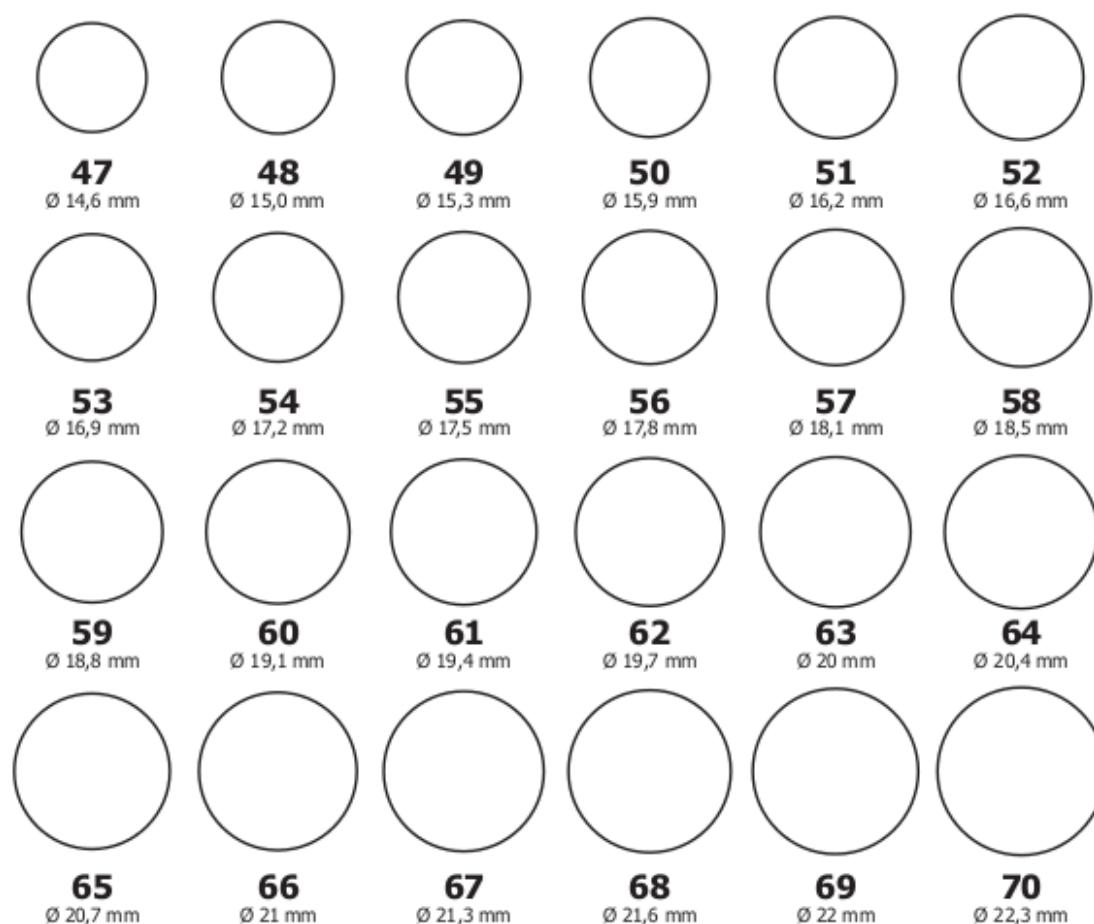 47 48 49 50 51 52
Ø 14,6 mm Ø 15,0 mm Ø 15,3 mm Ø 15,9 mm Ø 16,2 mm Ø 16,6 mm
53 54 55 56 57 58
Ø 16,9 mm Ø 17,2 mm Ø 17,5 mm Ø 17,8 mm Ø 18,1 mm Ø 18,5 mm
59 60 61 62 63 64
Ø 18,8 mm Ø 19,1 mm Ø 19,4 mm Ø 19,7 mm Ø 20 mm Ø 20,4 mm
65 66 67 68 69 70
Ø 20,7 mm Ø 21 mm Ø 21,3 mm Ø 21,6 mm Ø 22 mm Ø 22,3 mm